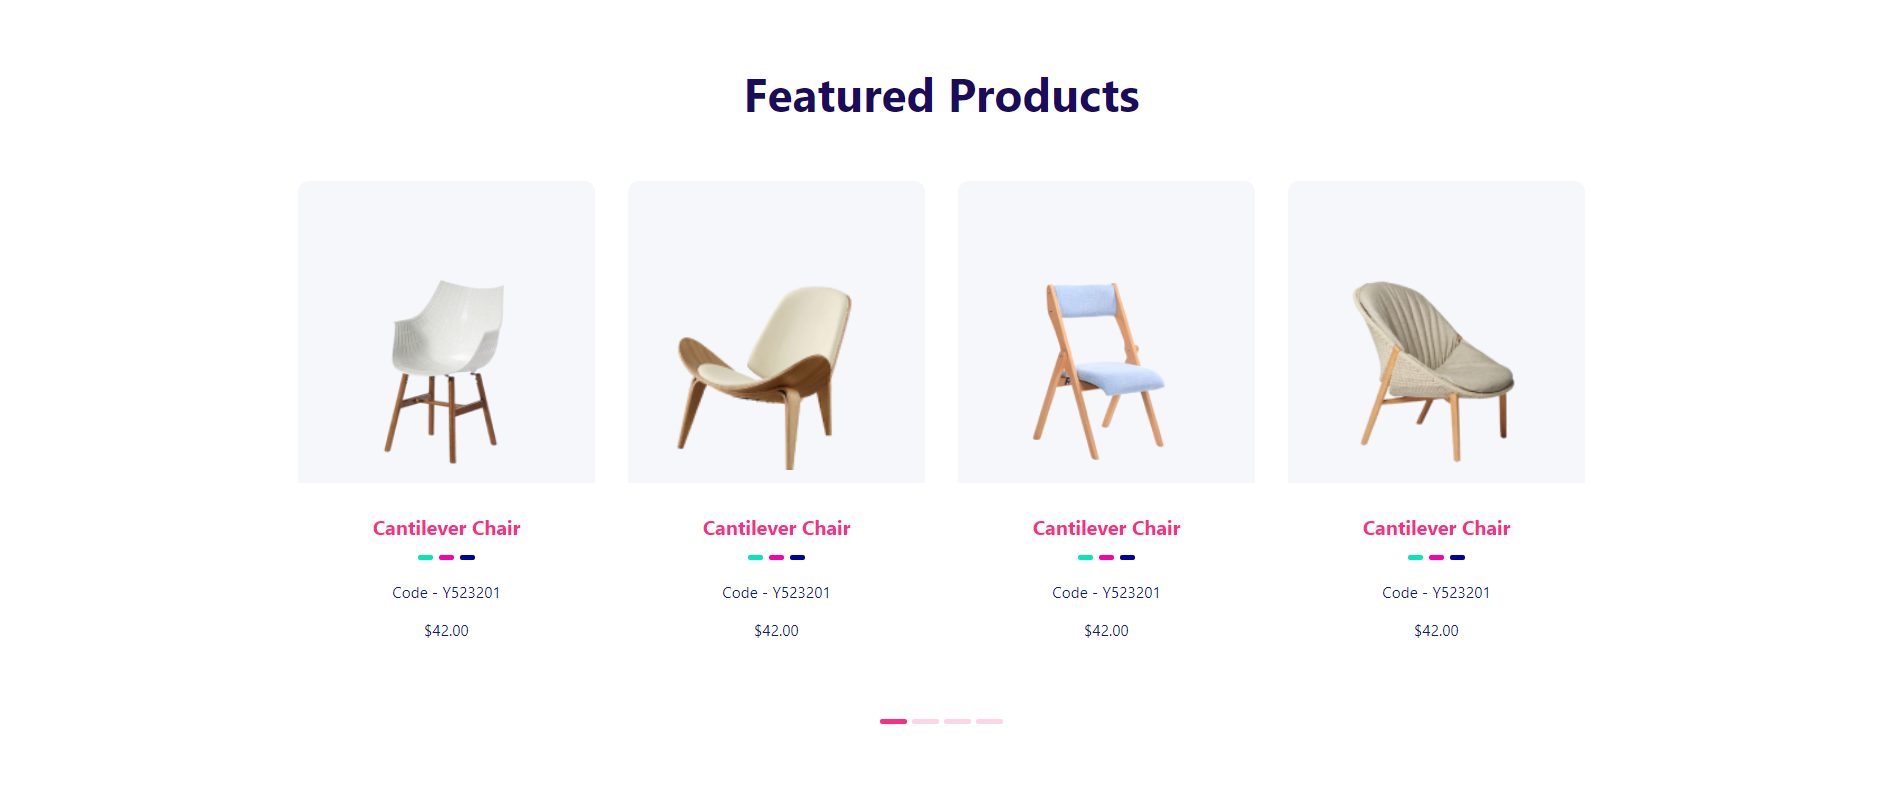 Featured Products
Cantilever Chair
Code - Y523201
$42.00
Cantilever Chair
Code - Y523201
$42.00
Cantilever Chair
Code - Y523201
$42.00
Cantilever Chair
Code - Y523201
$42.00